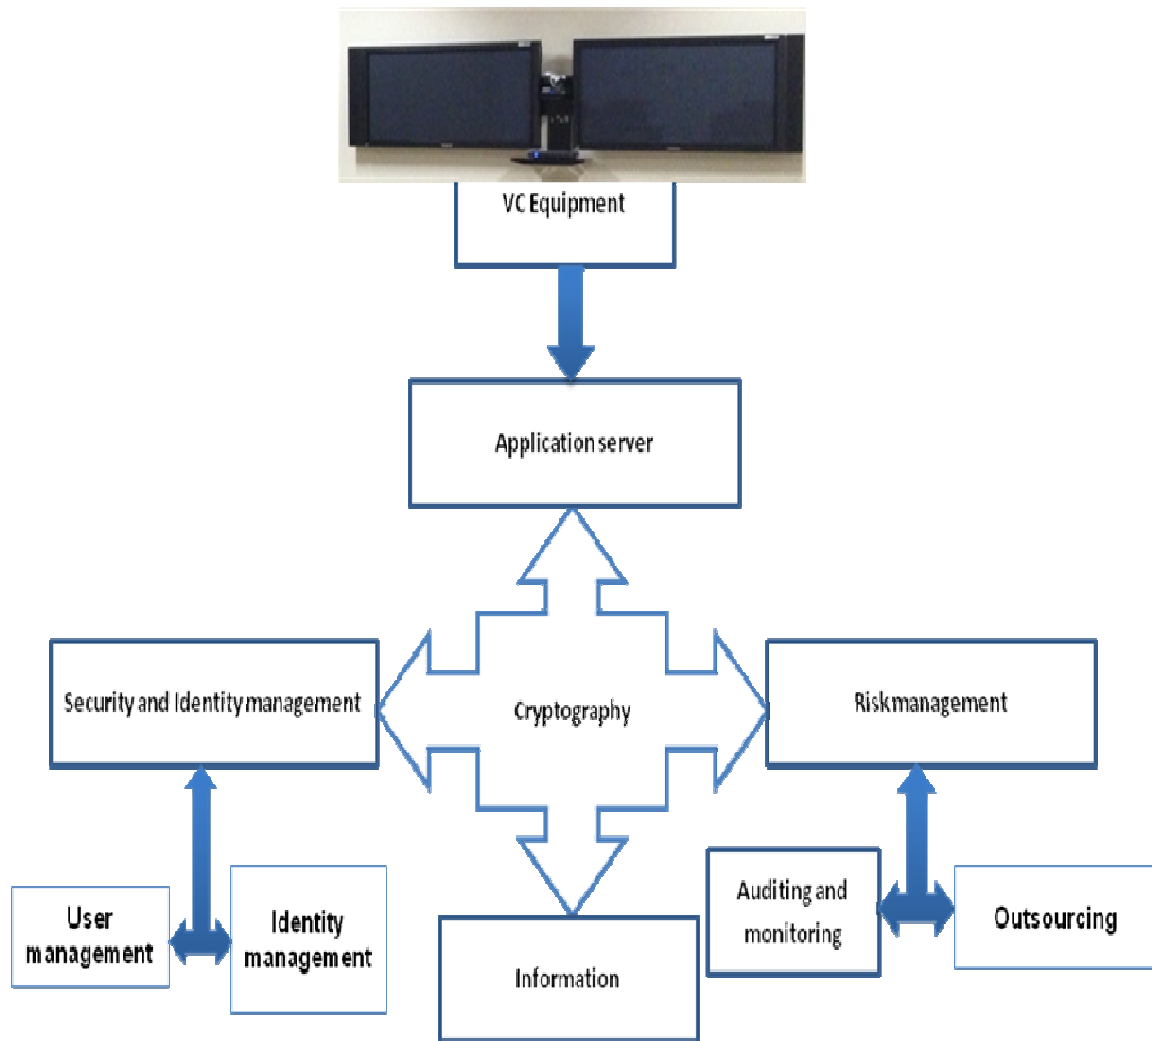 VC Equipment
Application server
Security and Identity management
Cryptography
Risk management
User
management
Identity
management
Auditing and
monitoring
Outsourcing
Information